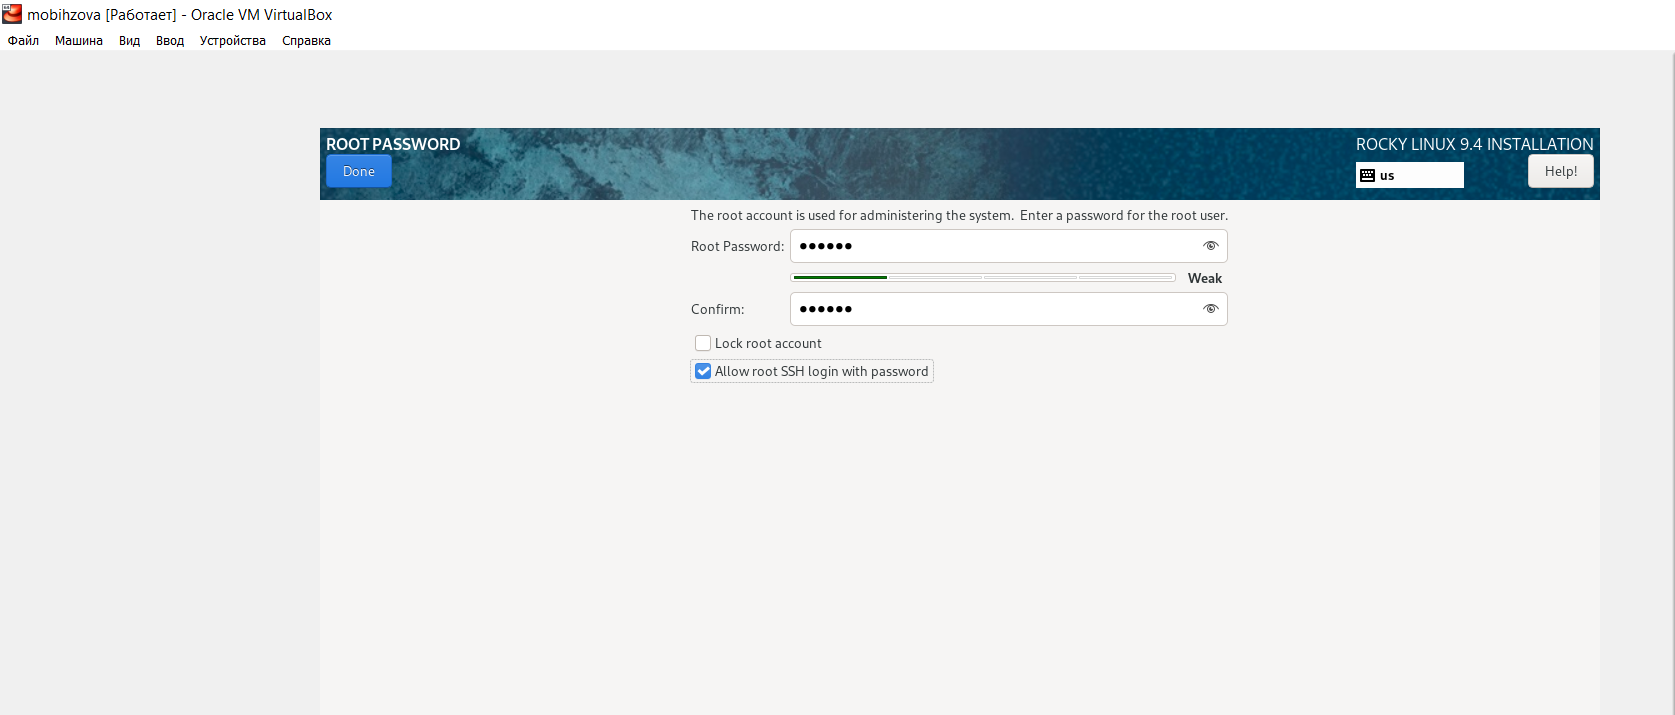 mobihzova [Работает] - Oracle VM VirtualBox
Файл Машина Вид Ввод Устройства Справка
ROOT PASSWORD
ROCKY LINUX 9.4 INSTALLATION
Done
us
Help!
The root account is used for administering the system. Enter a password for the root user.
Root Password: ●●●●●●
Weak
Confirm: ●●●●●●
Lock root account
Allow root SSH login with password